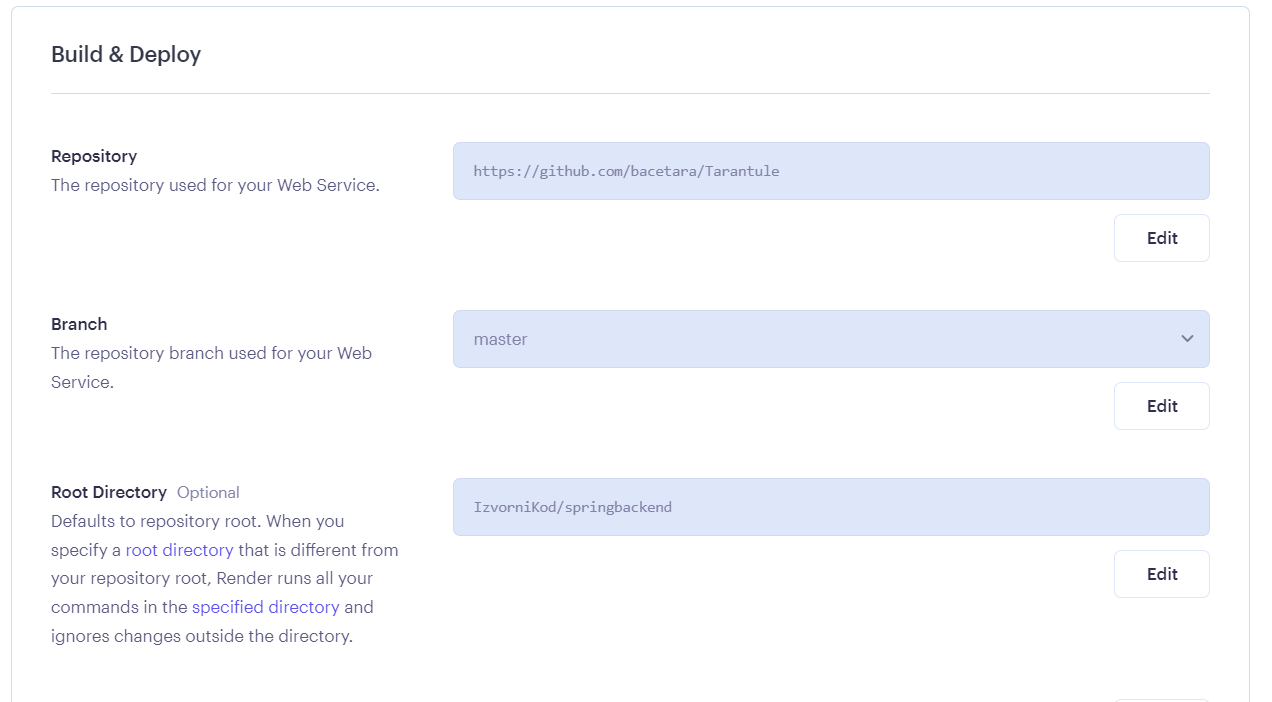 Build & Deploy
Repository
The repository used for your Web Service.
https://github.com/bacetara/Tarantule
Edit
Branch
The repository branch used for your Web
Service.
master
Edit
Root Directory Optional
Defaults to repository root. When you
specify a root directory that is different from
your repository root, Render runs all your
commands in the specified directory and
ignores changes outside the directory.
IzvorniKod/springbackend
Edit